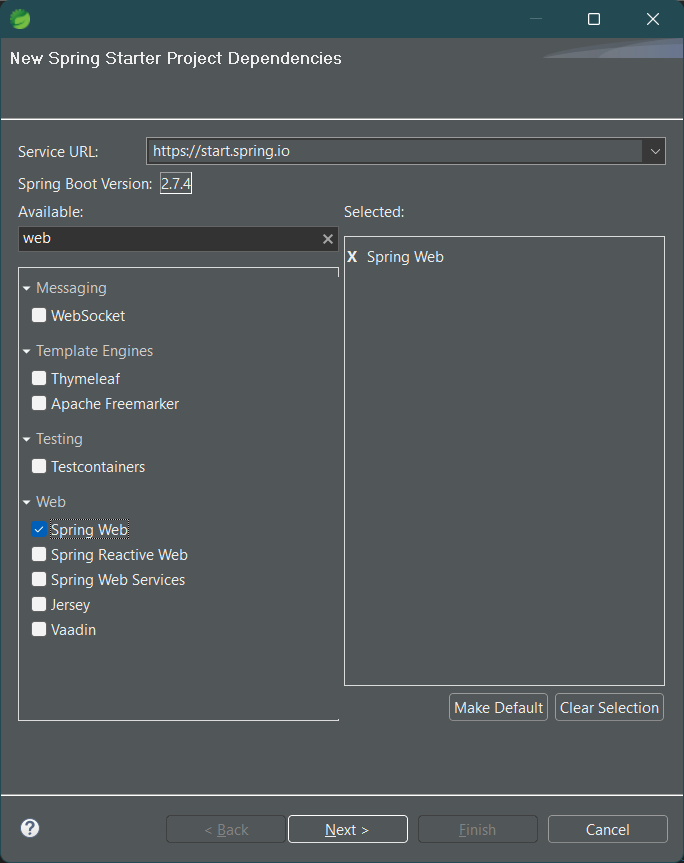 New Spring Starter Project Dependencies
Service URL:
https://start.spring.io
Spring Boot Version: 2.7.4
Available:
Selected:
web
X Spring Web
Messaging
WebSocket
Template Engines
Thymeleaf
Apache Freemarker
Testing
Testcontainers
Web
Spring Web
Spring Reactive Web
Spring Web Services
Jersey
Vaadin
Make Default
Clear Selection
?
< Back
Next >
Finish
Cancel